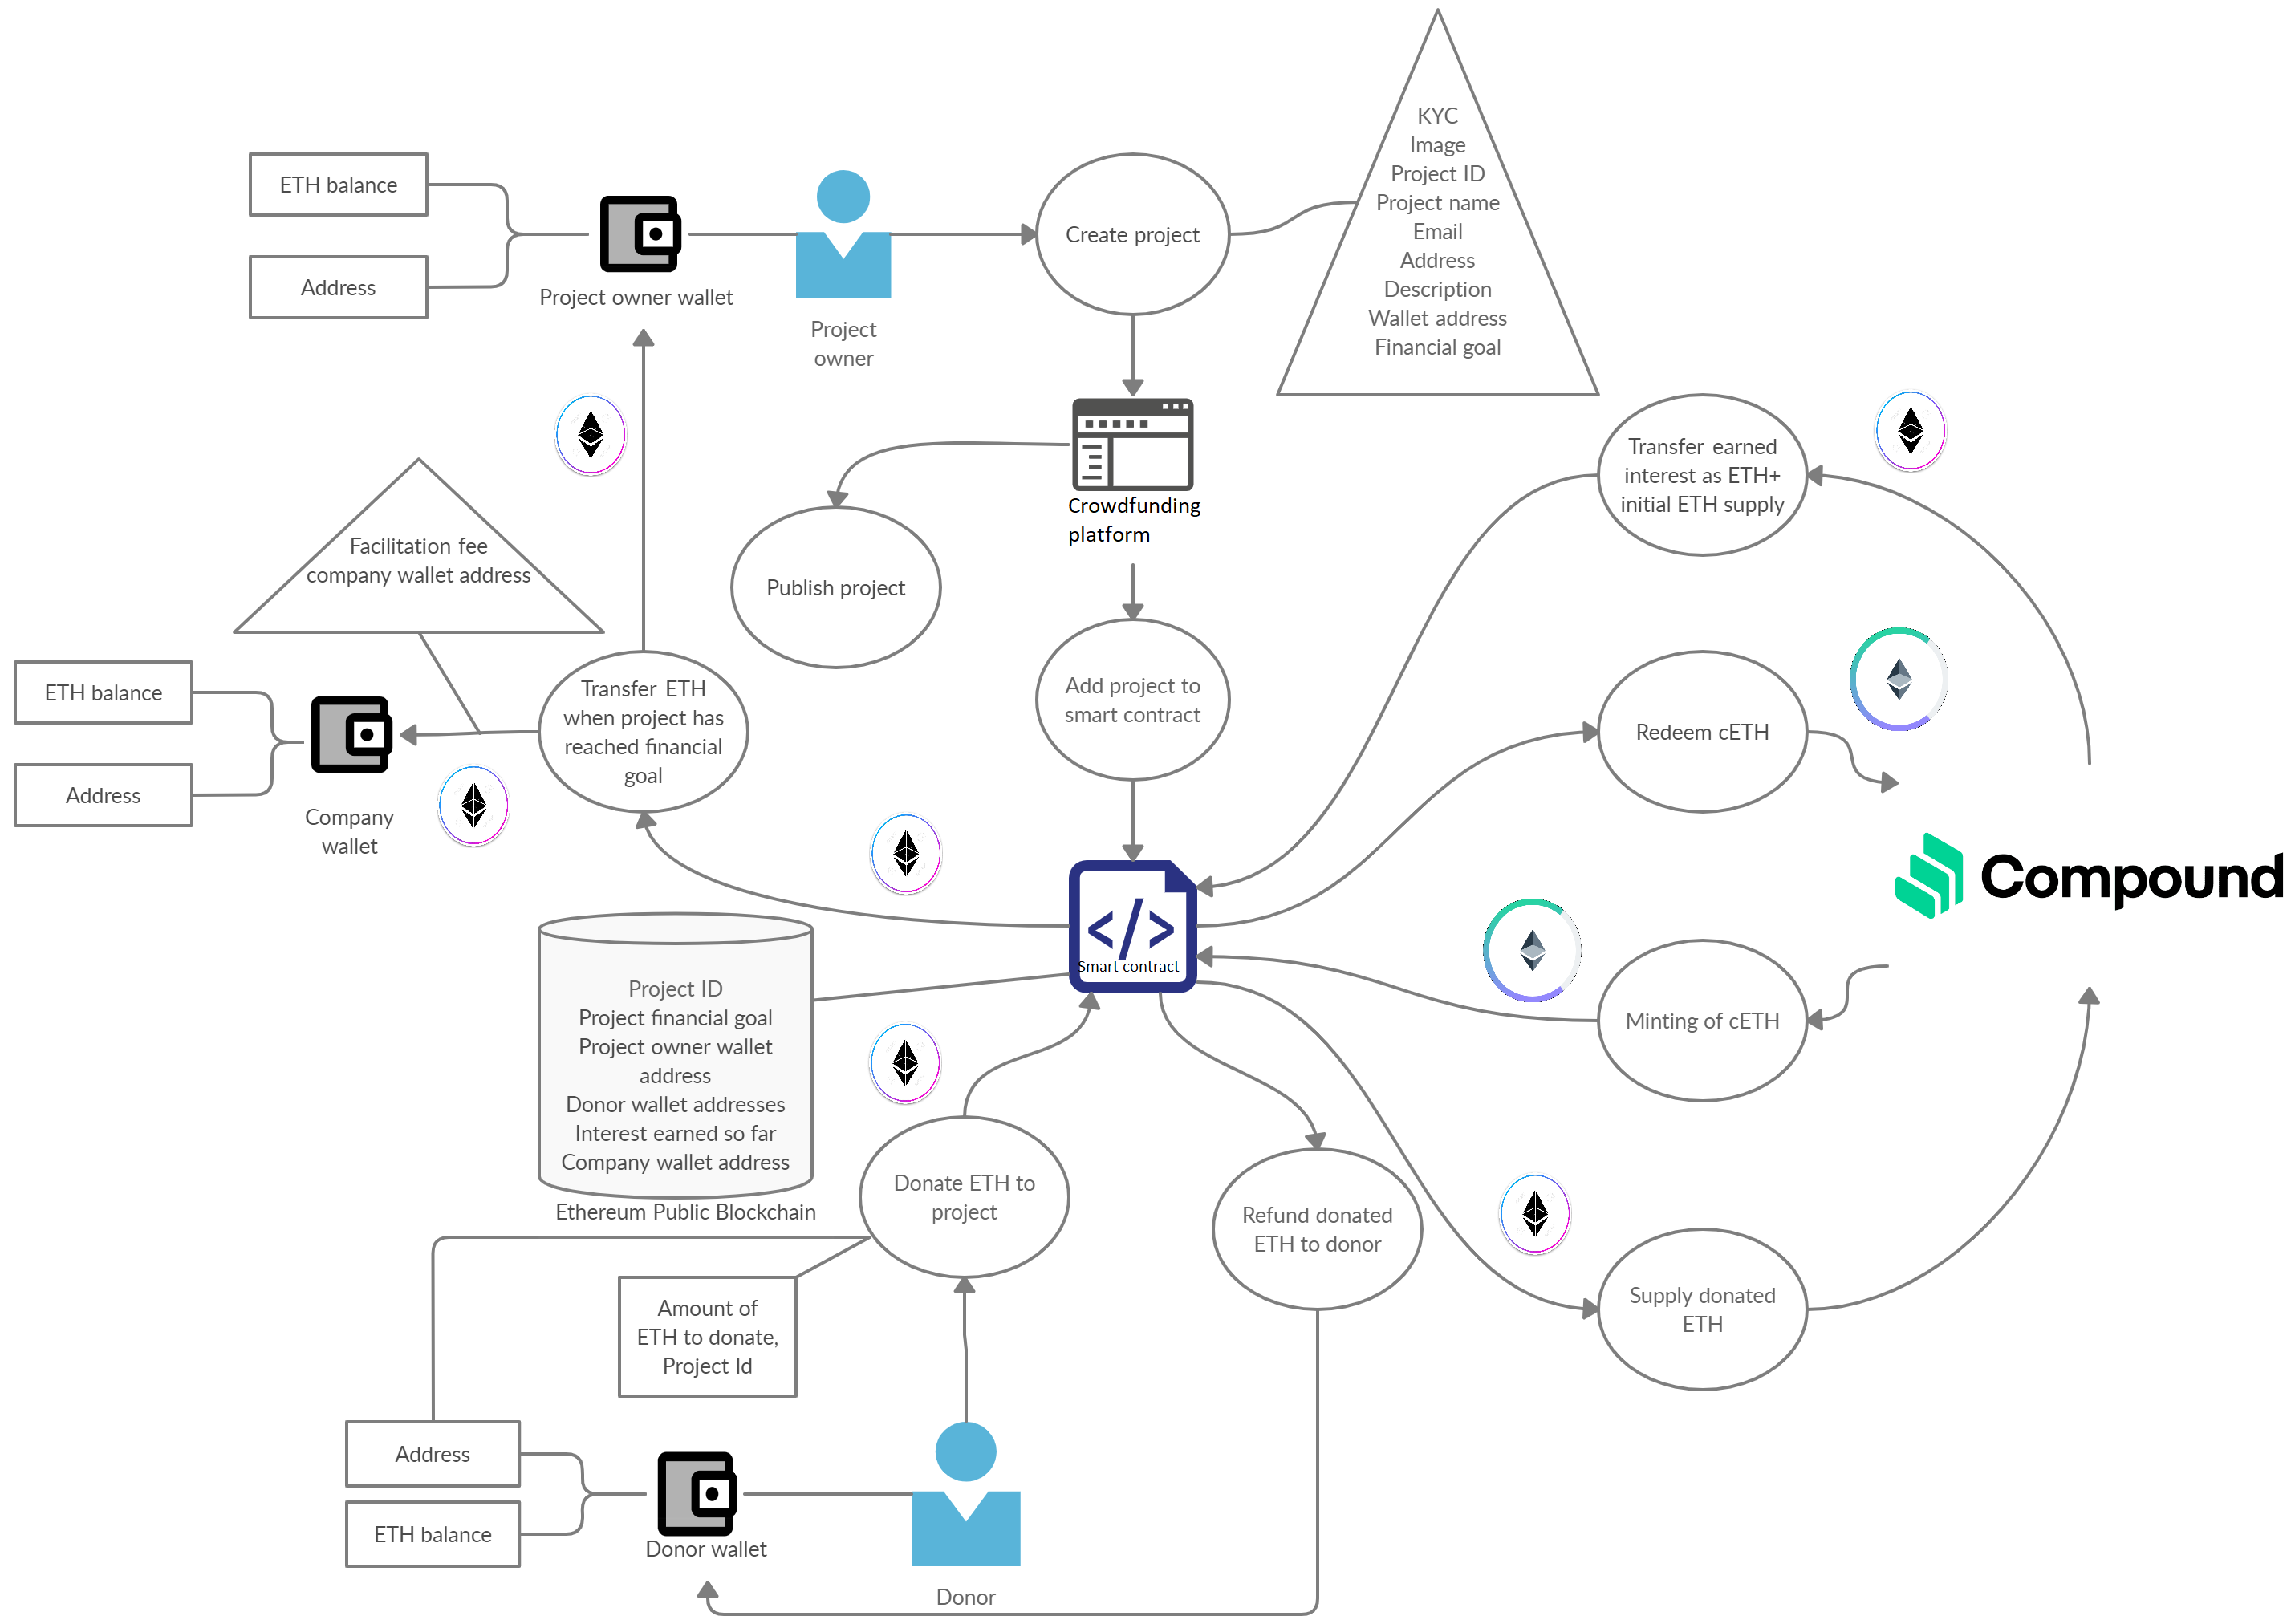 KYC
Image
Project ID
Project name
Email
Address
Description
Wallet address
Financial goal
ETH balance
Address
Project owner wallet
Project
owner
Create project
Crowdfunding
platform
Publish project
Add project to
smart contract
Transfer earned
interest as ETH+
initial ETH supply
Facilitation fee
company wallet address
ETH balance
Address
Company
wallet
Transfer ETH
when project has
reached financial
goal
Redeem cETH
Compound
Smart contract
Minting of cETH
Project ID
Project financial goal
Project owner wallet
address
Donor wallet addresses
Interest earned so far
Company wallet address
Ethereum Public Blockchain
Donate ETH to
project
Refund donated
ETH to donor
Supply donated
ETH
Amount of
ETH to donate,
Project Id
Address
ETH balance
Donor wallet
Donor